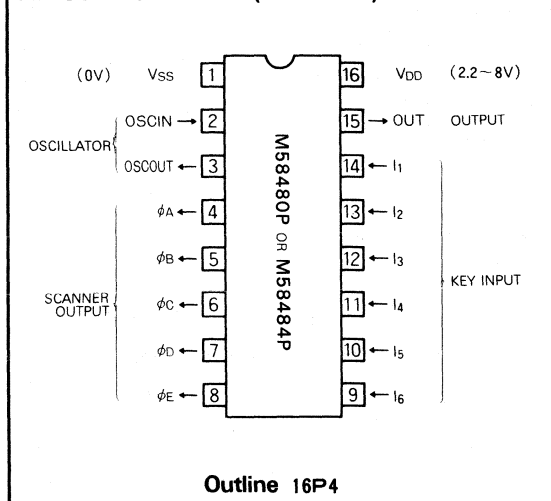 (0V) VSS 1 16 VDD (2.2~8V)
OSCIN → 2 15 → OUT OUTPUT
OSCILLATOR
OSCOUT ← 3 14 ← I1
φA ← 4 13 ← I2
φB ← 5 12 ← I3
KEY INPUT
SCANNER
OUTPUT
φC ← 6 11 ← I4
φD ← 7 10 ← I5
φE ← 8 9 ← I6
M58480P OR M58484P
Outline 16P4